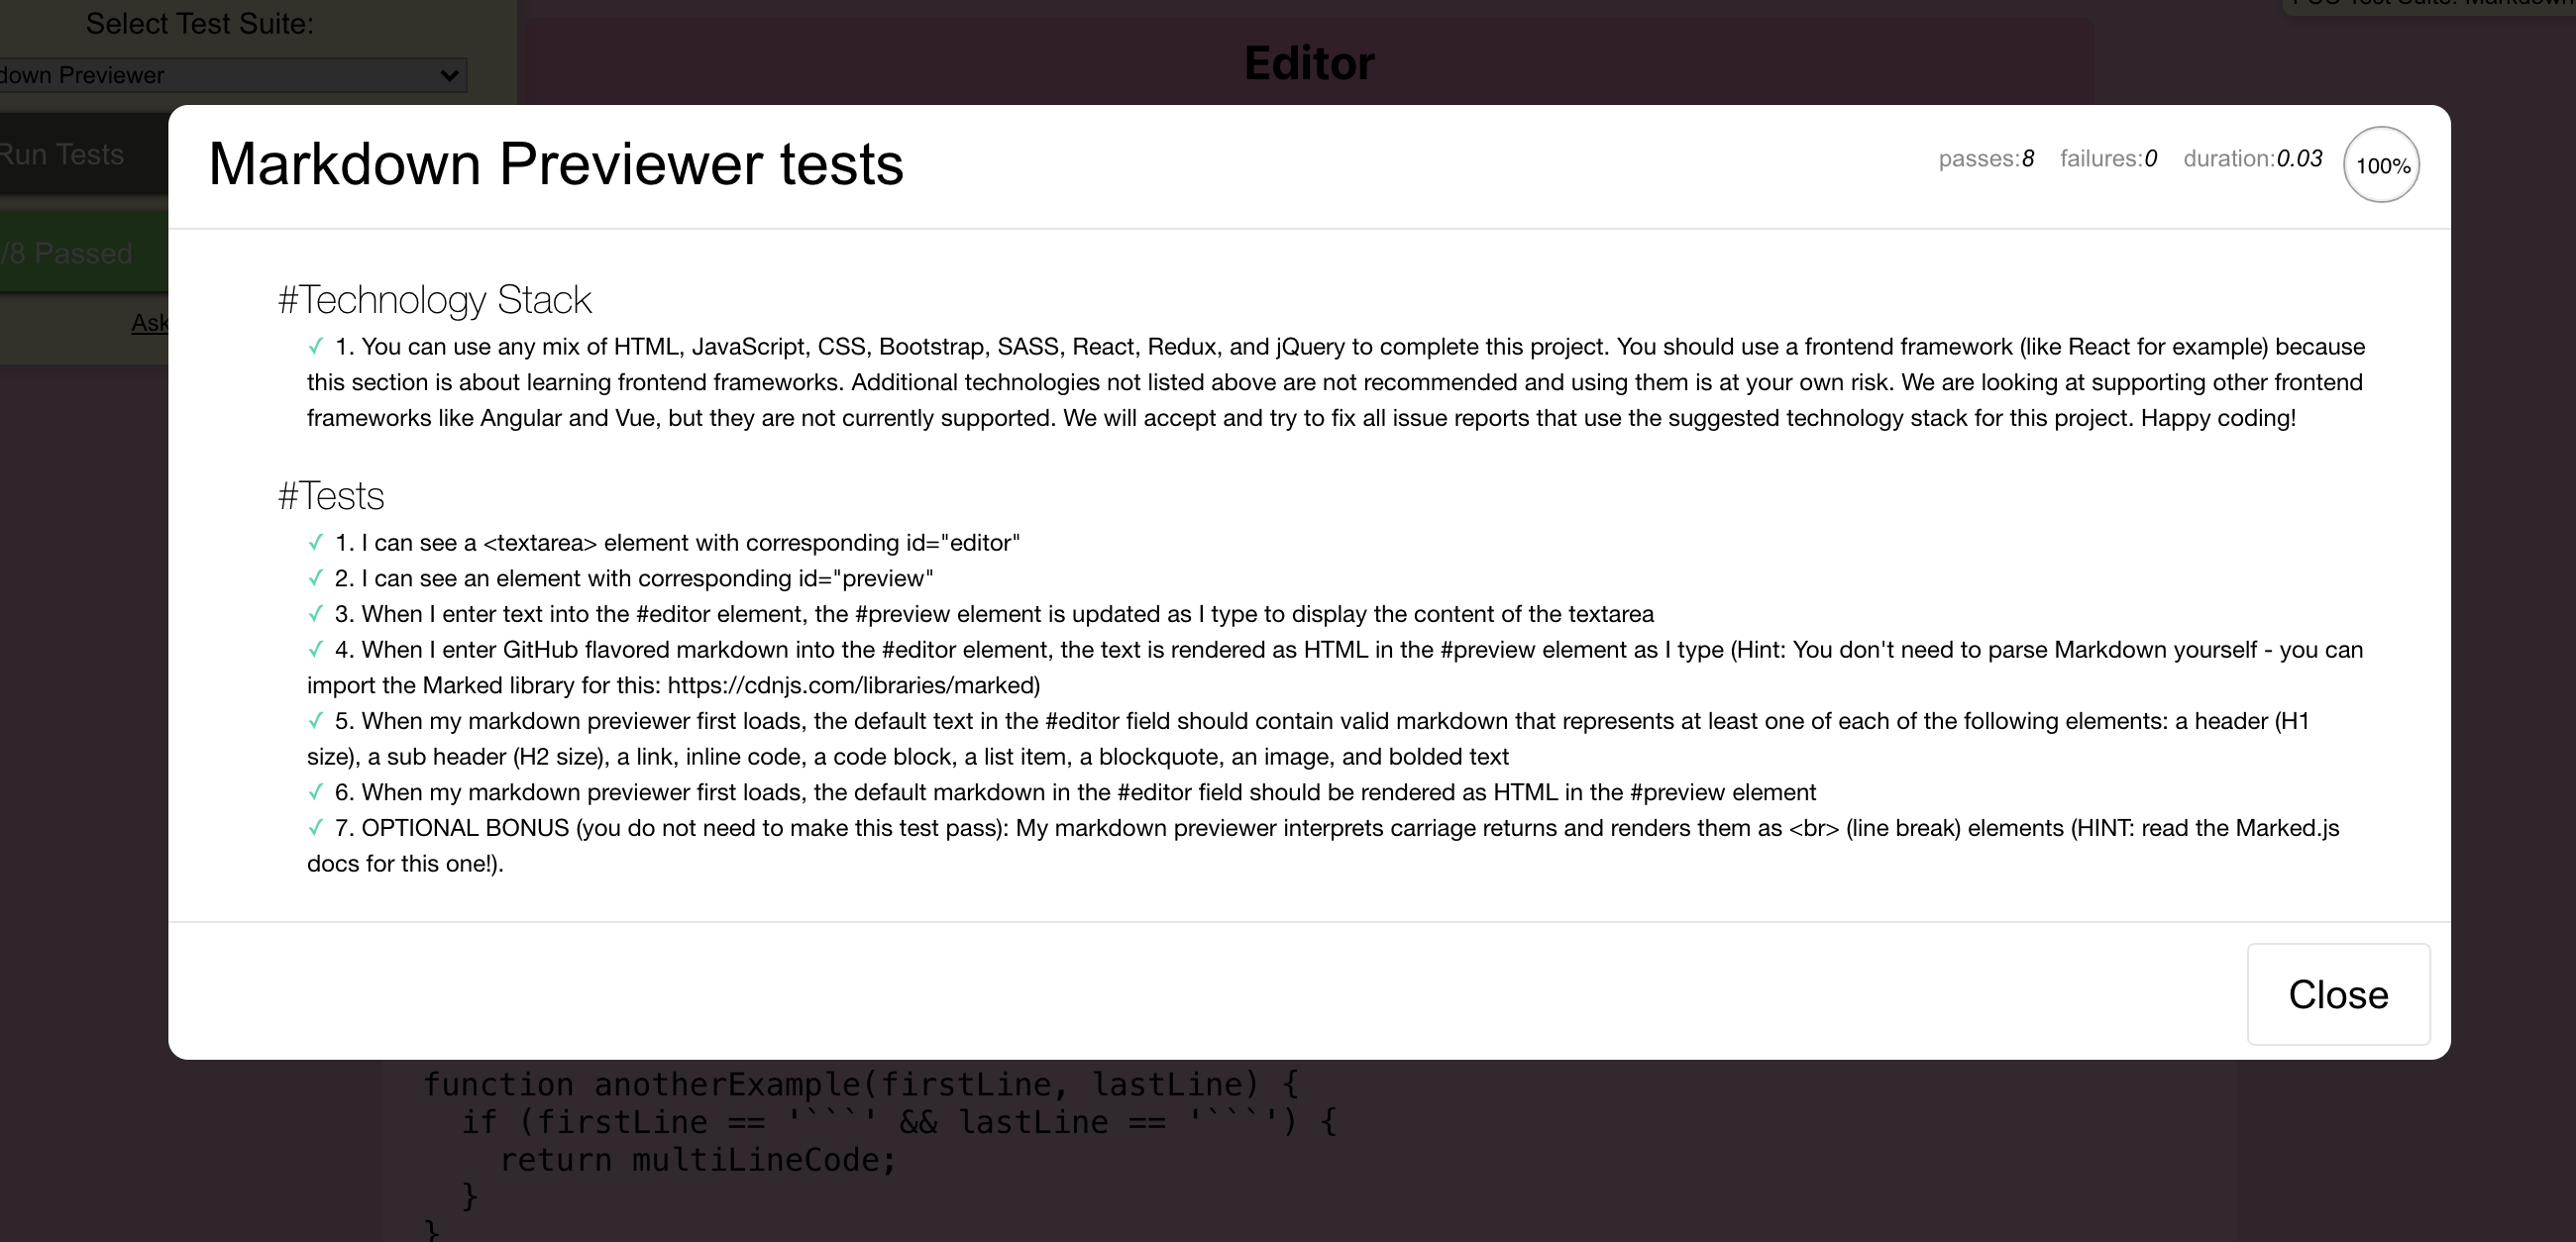 Select Test Suite:
down Previewer
Editor
Run Tests
/8 Passed
Ask
Markdown Previewer tests
passes:8 failures:0 duration:0.03 100%
#Technology Stack
✓ 1. You can use any mix of HTML, JavaScript, CSS, Bootstrap, SASS, React, Redux, and jQuery to complete this project. You should use a frontend framework (like React for example) because
this section is about learning frontend frameworks. Additional technologies not listed above are not recommended and using them is at your own risk. We are looking at supporting other frontend
frameworks like Angular and Vue, but they are not currently supported. We will accept and try to fix all issue reports that use the suggested technology stack for this project. Happy coding!
#Tests
✓ 1. I can see a <textarea> element with corresponding id="editor"
✓ 2. I can see an element with corresponding id="preview"
✓ 3. When I enter text into the #editor element, the #preview element is updated as I type to display the content of the textarea
✓ 4. When I enter GitHub flavored markdown into the #editor element, the text is rendered as HTML in the #preview element as I type (Hint: You don't need to parse Markdown yourself - you can
import the Marked library for this: https://cdnjs.com/libraries/marked)
✓ 5. When my markdown previewer first loads, the default text in the #editor field should contain valid markdown that represents at least one of each of the following elements: a header (H1
size), a sub header (H2 size), a link, inline code, a code block, a list item, a blockquote, an image, and bolded text
✓ 6. When my markdown previewer first loads, the default markdown in the #editor field should be rendered as HTML in the #preview element
✓ 7. OPTIONAL BONUS (you do not need to make this test pass): My markdown previewer interprets carriage returns and renders them as <br> (line break) elements (HINT: read the Marked.js
docs for this one!).
Close
function anotherExample(firstLine, lastLine) {
if (firstLine == '```' && lastLine == '```') {
return multiLineCode;
}
}